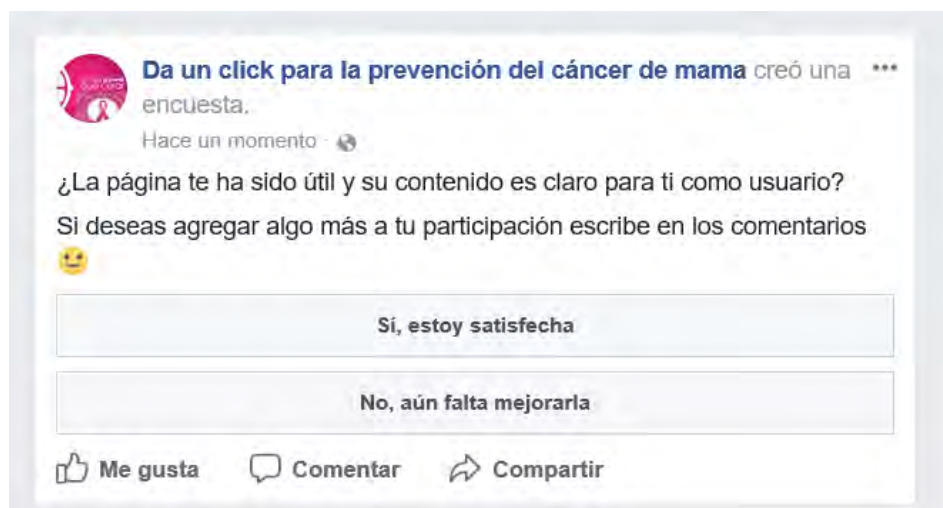 Da un click para la prevención del cáncer de mama creó una
encuesta.
Hace un momento ·
¿La página te ha sido útil y su contenido es claro para ti como usuario?
Si deseas agregar algo más a tu participación escribe en los comentarios
Sí, estoy satisfecha
No, aún falta mejorarla
Me gusta Comentar Compartir